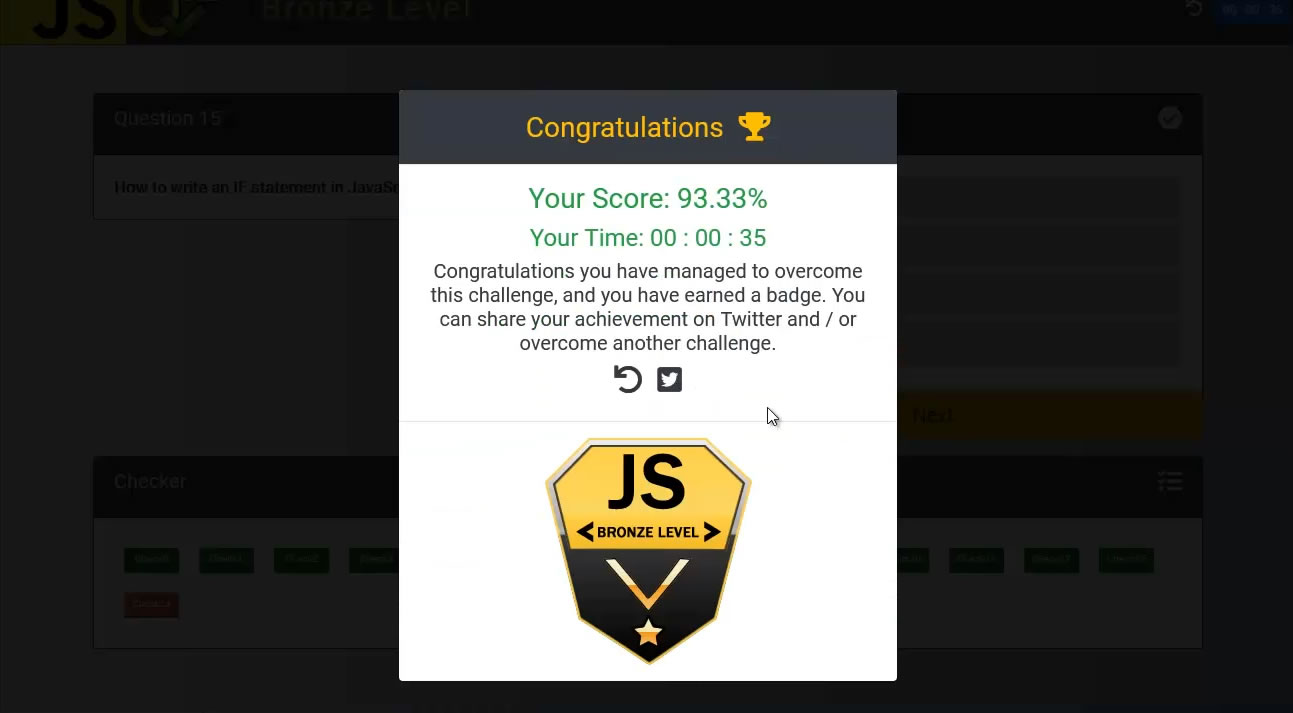 JS
Bronze Level
00 : 00 : 35
Question 15
How to write an IF statement in JavaSc
Next
Checker
Congratulations
Your Score: 93.33%
Your Time: 00 : 00 : 35
Congratulations you have managed to overcome
this challenge, and you have earned a badge. You
can share your achievement on Twitter and / or
overcome another challenge.
JS
BRONZE LEVEL